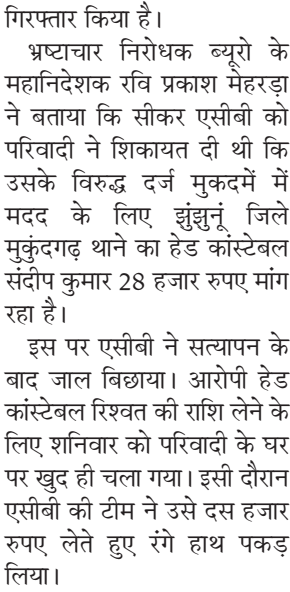 गिरफ्तार किया है।
भ्रष्टाचार निरोधक ब्यूरो के
महानिदेशक रवि प्रकाश मेहरड़ा
ने बताया कि सीकर एसीबी को
परिवादी ने शिकायत दी थी कि
उसके विरुद्ध दर्ज मुकदमें में
मदद के लिए झुंझुनूं जिले
मुकुंदगढ़ थाने का हेड कांस्टेबल
संदीप कुमार 28 हजार रुपए मांग
रहा है।
इस पर एसीबी ने सत्यापन के
बाद जाल बिछाया। आरोपी हेड
कांस्टेबल रिश्वत की राशि लेने के
लिए शनिवार को परिवादी के घर
पर खुद ही चला गया। इसी दौरान
एसीबी की टीम ने उसे दस हजार
रुपए लेते हुए रंगे हाथ पकड़
लिया।